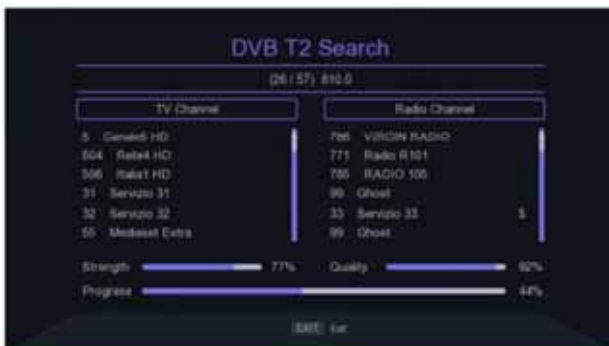 DVB T2 Search
(26 / 57) 810.0
TV Channel
5 Canale5 HD
504 Rete4 HD
506 Italia1 HD
31 Servizio 31
32 Servizio 32
55 Mediaset Extra
Radio Channel
786 VIRGIN RADIO
771 Radio R101
785 RADIO 105
99 Ghost
33 Servizio 33 $
99 Ghost
Strength 77%
Quality 92%
Progress 44%
EXIT Exit